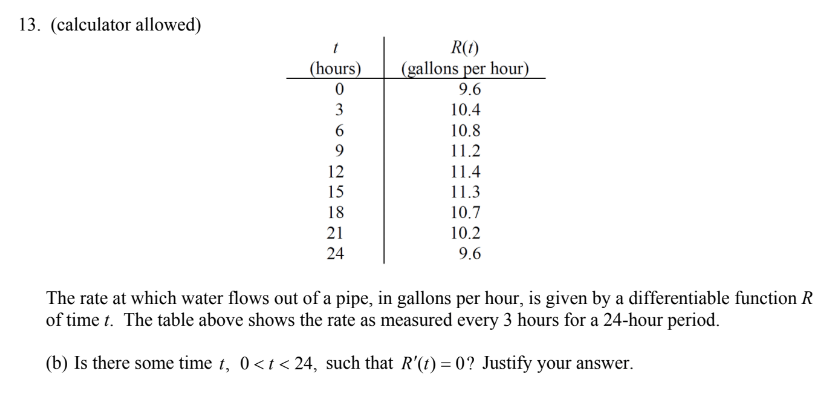 13. (calculator allowed)
t R(t)
(hours) (gallons per hour)
0 9.6
3 10.4
6 10.8
9 11.2
12 11.4
15 11.3
18 10.7
21 10.2
24 9.6
The rate at which water flows out of a pipe, in gallons per hour, is given by a differentiable function R
of time t. The table above shows the rate as measured every 3 hours for a 24-hour period.
(b) Is there some time t, 0 < t < 24, such that R′(t) = 0? Justify your answer.